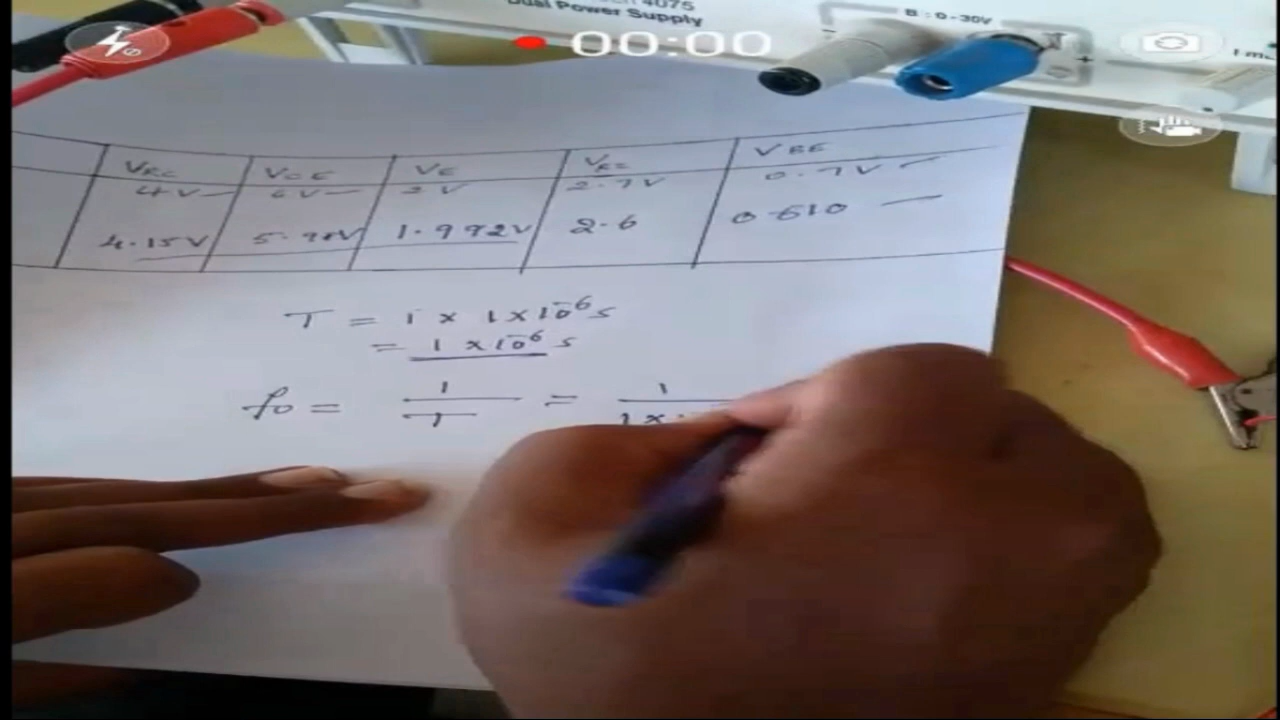 4075
Dual Power Supply
B : 0-30V
00:00
VRC VCE VE VR2 VBE
4V 6V 2V 2.7V 0.7V
4.15V 5.98V 1.992V 2.6 0.610
T = 1 x 1 x 10⁻⁶ s
= 1 x 10⁻⁶ s
fo = 1/T = 1/1 x